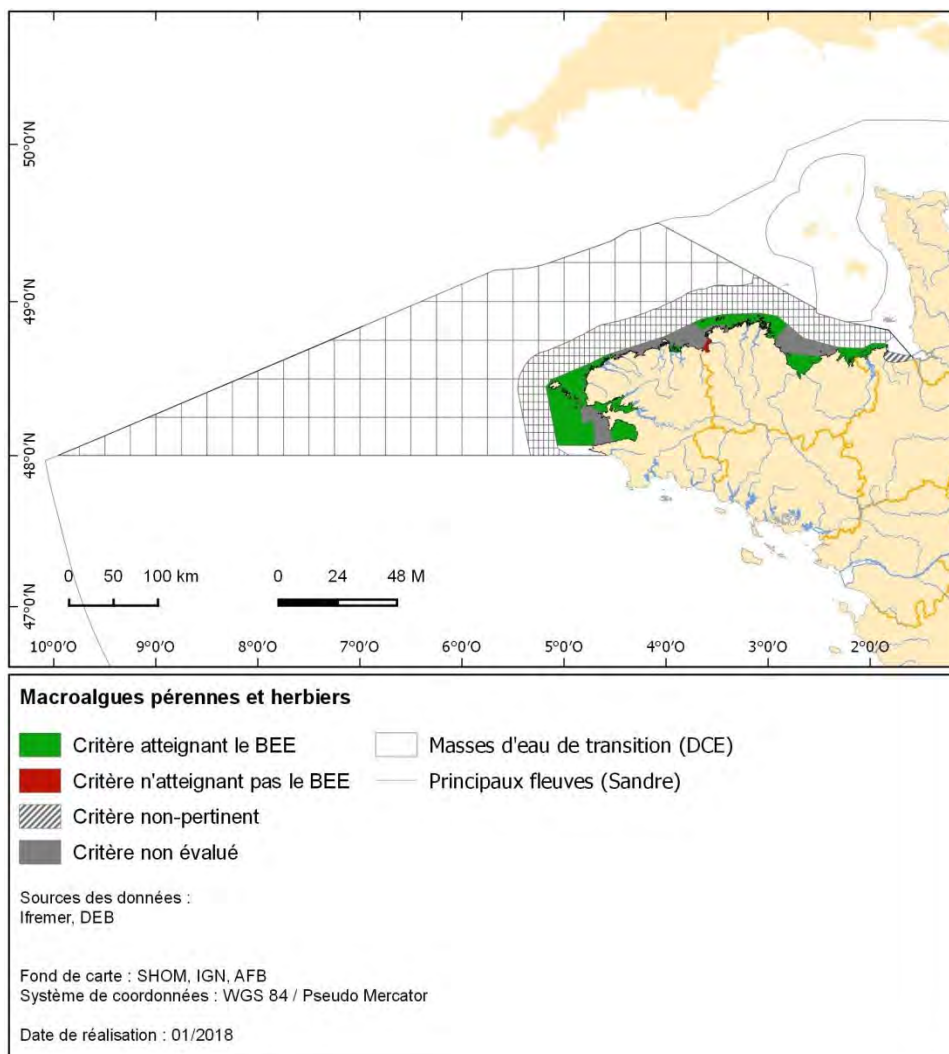 50°0'N
49°0'N
48°0'N
47°0'N
0 50 100 km
0 24 48 M
10°0'O 9°0'O 8°0'O 7°0'O 6°0'O 5°0'O 4°0'O 3°0'O 2°0'O
Macroalgues pérennes et herbiers
Critère atteignant le BEE
Critère n'atteignant pas le BEE
Critère non-pertinent
Critère non évalué
Masses d'eau de transition (DCE)
Principaux fleuves (Sandre)
Sources des données :
Ifremer, DEB
Fond de carte : SHOM, IGN, AFB
Système de coordonnées : WGS 84 / Pseudo Mercator
Date de réalisation : 01/2018